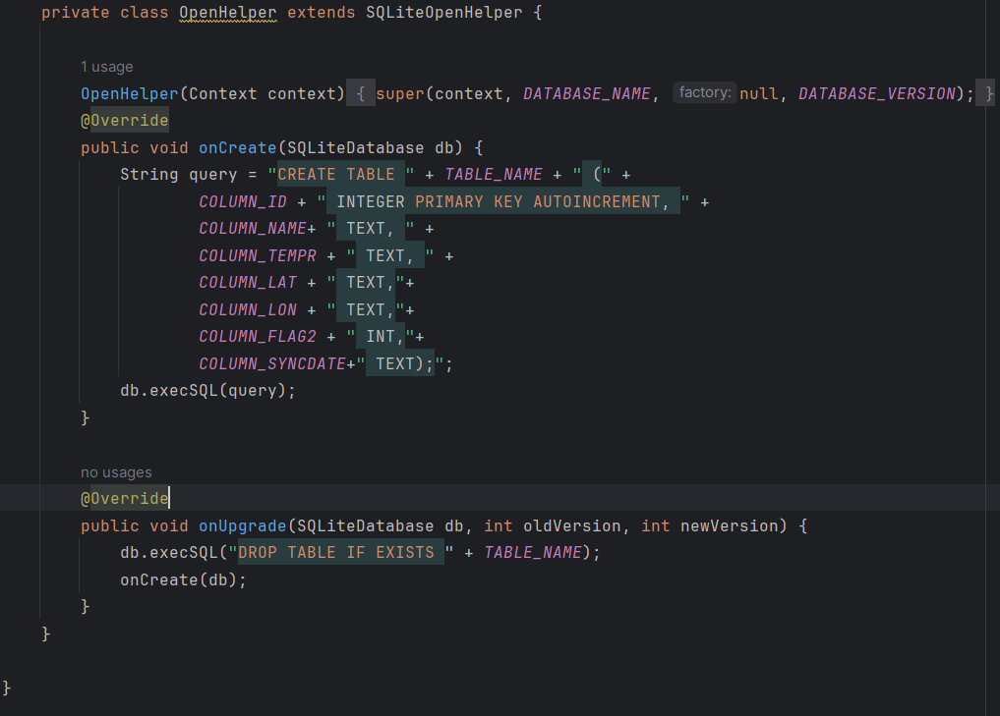 private class OpenHelper extends SQLiteOpenHelper {
1 usage
OpenHelper(Context context) { super(context, DATABASE_NAME, factory: null, DATABASE_VERSION); }
@Override
public void onCreate(SQLiteDatabase db) {
String query = "CREATE TABLE " + TABLE_NAME + " (" +
COLUMN_ID + " INTEGER PRIMARY KEY AUTOINCREMENT, " +
COLUMN_NAME+ " TEXT, " +
COLUMN_TEMPR + " TEXT, " +
COLUMN_LAT + " TEXT,"+
COLUMN_LON + " TEXT,"+
COLUMN_FLAG2 + " INT,"+
COLUMN_SYNCDATE+" TEXT);";
db.execSQL(query);
}
no usages
@Override
public void onUpgrade(SQLiteDatabase db, int oldVersion, int newVersion) {
db.execSQL("DROP TABLE IF EXISTS " + TABLE_NAME);
onCreate(db);
}
}
}